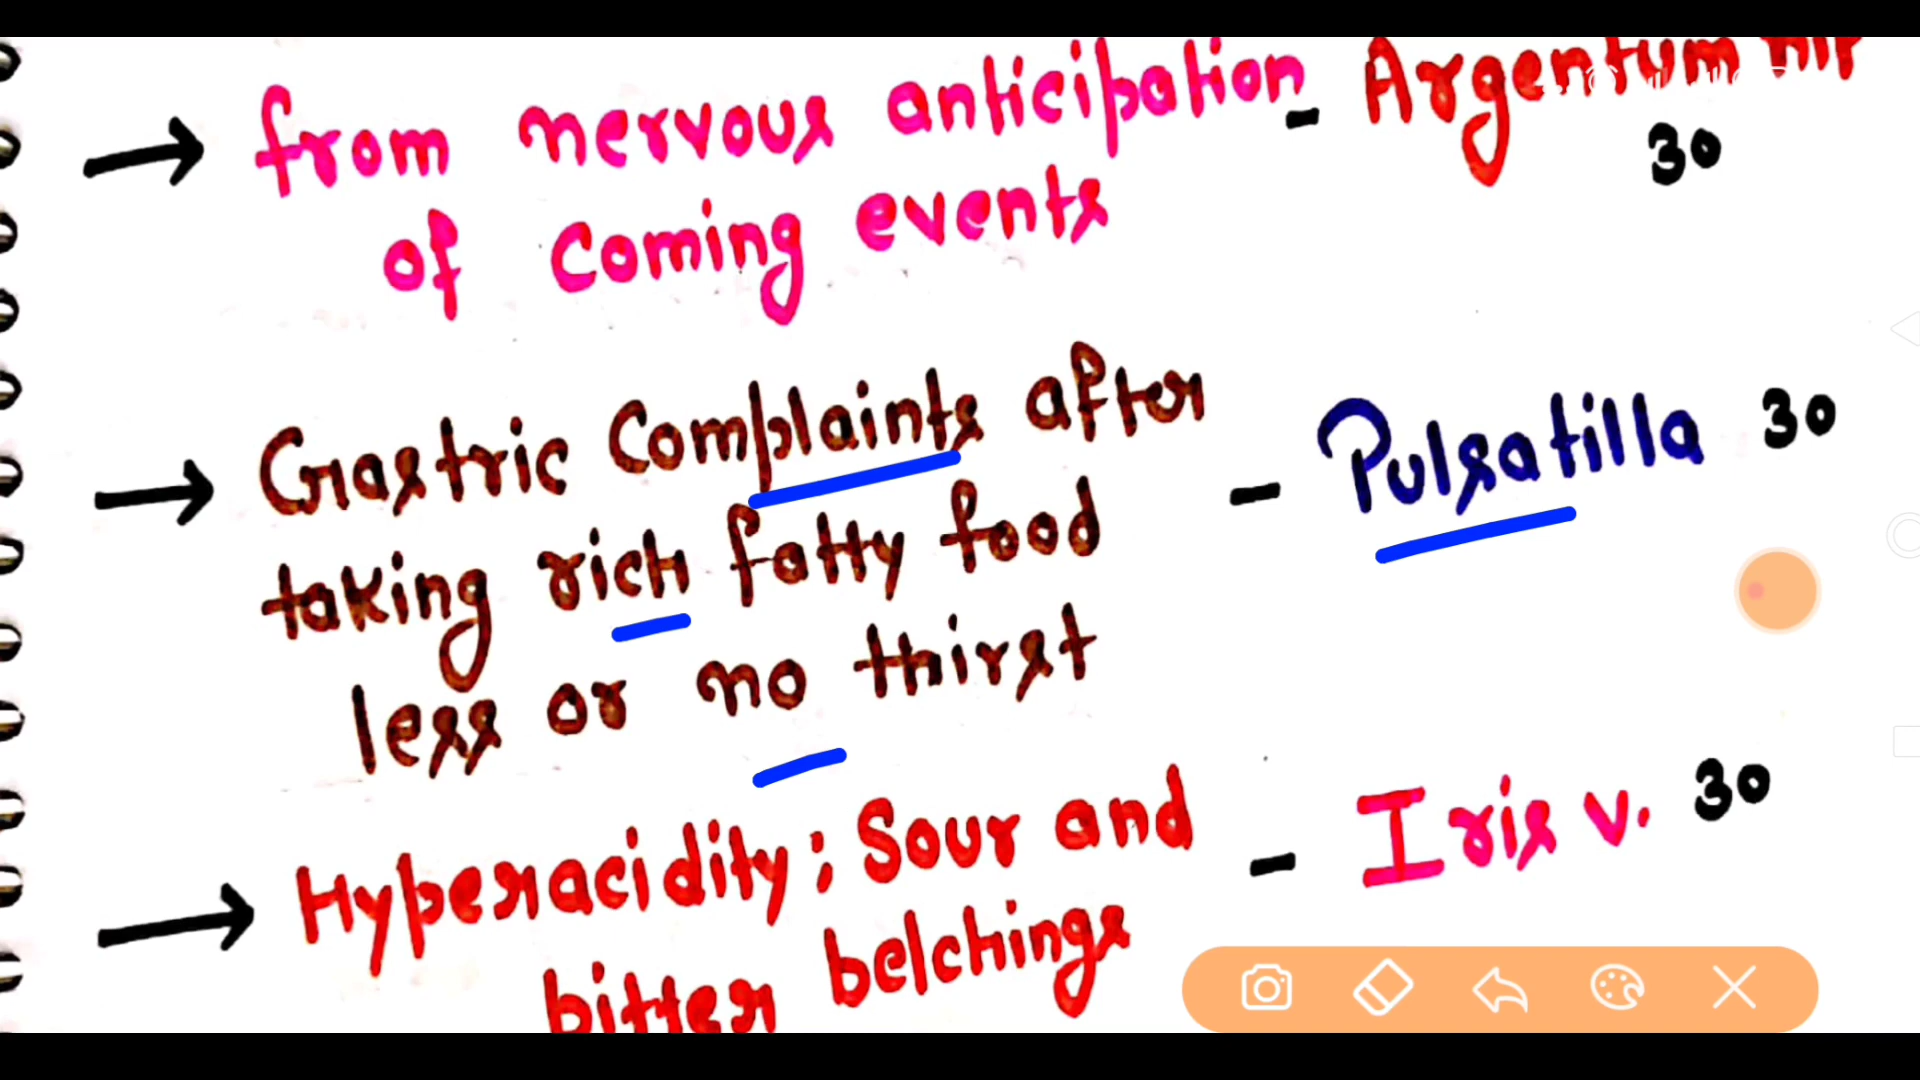 → from nervous anticipation - Argentum nit
30
of coming events
→ Gastric Complaints after
taking rich fatty food - Pulsatilla 30
less or no thirst
→ Hyperacidity; Sour and - Iris v. 30
bitter belchings